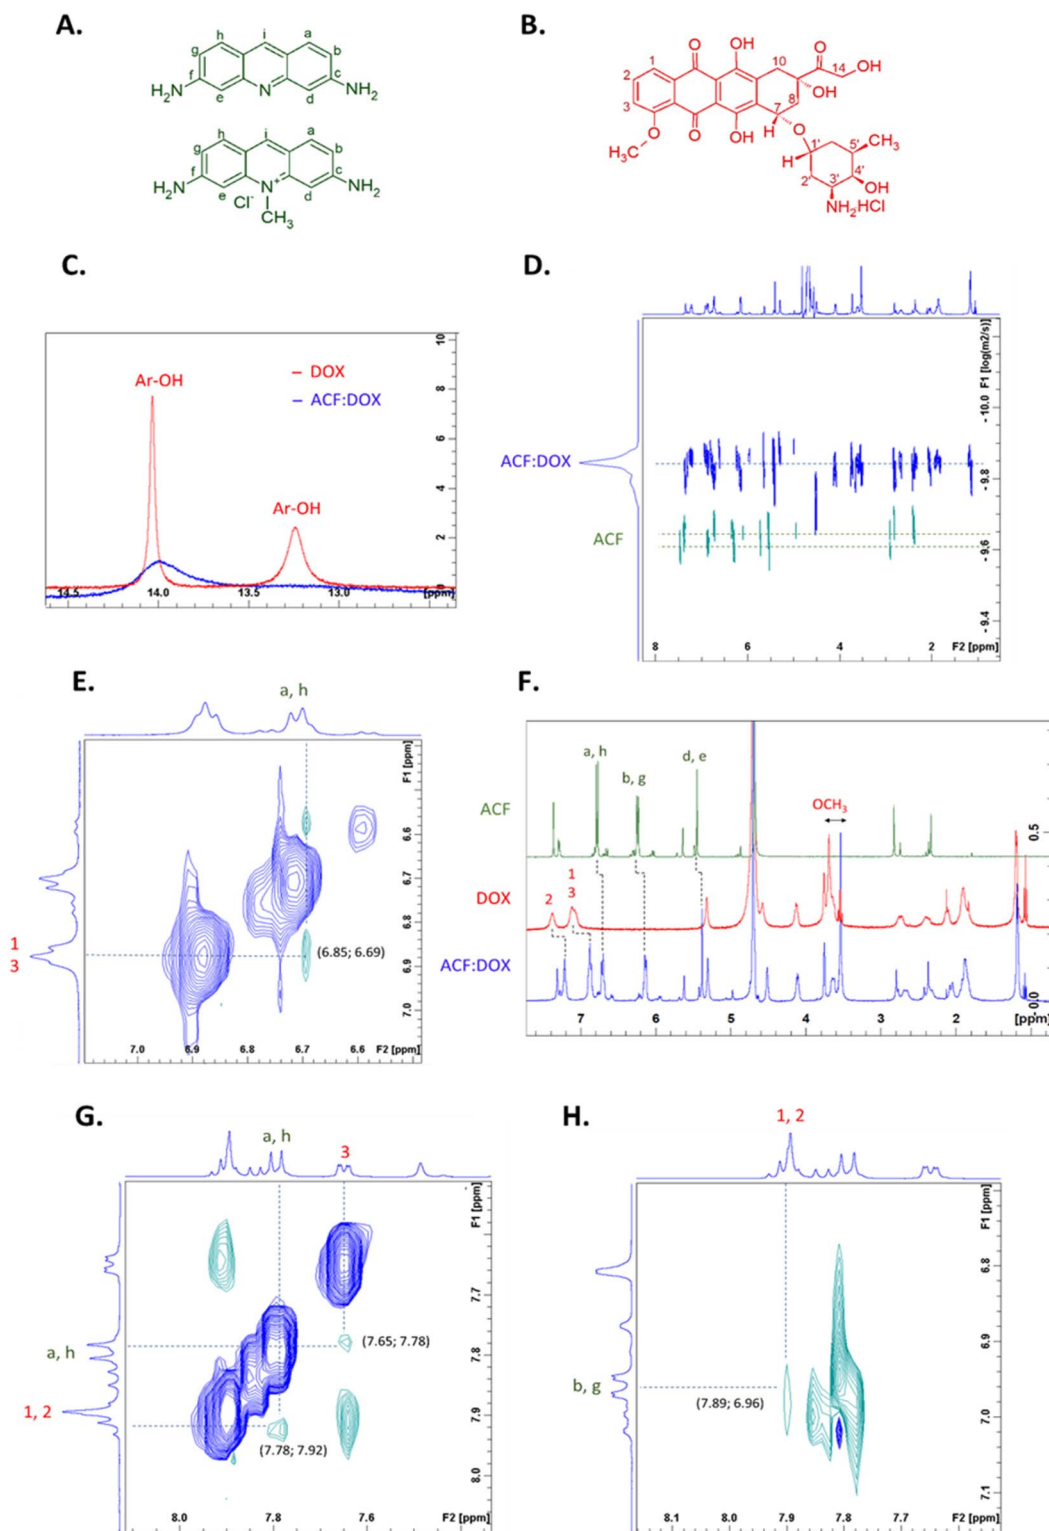 A.
h i a
g b
f c
H₂N N NH₂
e d
h i a
g b
f c
H₂N N⁺ NH₂
e Cl⁻ d
CH₃
B.
O OH O
1 10 14 OH
2 8 OH
3 7
O O OH H O
H₃C
H 1' 5' CH₃
2' 3' 4'
OH
NH₂HCl
C.
Ar-OH
Ar-OH
DOX
ACF:DOX
14.5 14.0 13.5 13.0 [ppm]
0 2 4 6 8 10
D.
ACF:DOX
ACF
F1 [log(m2/s)]
- 10.0
- 9.8
- 9.6
- 9.4
8 6 4 2 F2 [ppm]
E.
a, h
1
3
(6.85; 6.69)
F1 [ppm]
6.6
6.7
6.8
6.9
7.0
7.0 6.9 6.8 6.7 6.6 F2 [ppm]
F.
ACF
a, h
b, g
d, e
OCH₃
DOX
2
1
3
ACF:DOX
0.5
0.0
7 6 5 4 3 2 [ppm]
G.
a, h
3
a, h
1, 2
(7.65; 7.78)
(7.78; 7.92)
F1 [ppm]
7.7
7.8
7.9
8.0
8.0 7.8 7.6 F2 [ppm]
H.
1, 2
b, g
(7.89; 6.96)
F1 [ppm]
6.8
6.9
7.0
7.1
8.1 8.0 7.9 7.8 7.7 F2 [ppm]